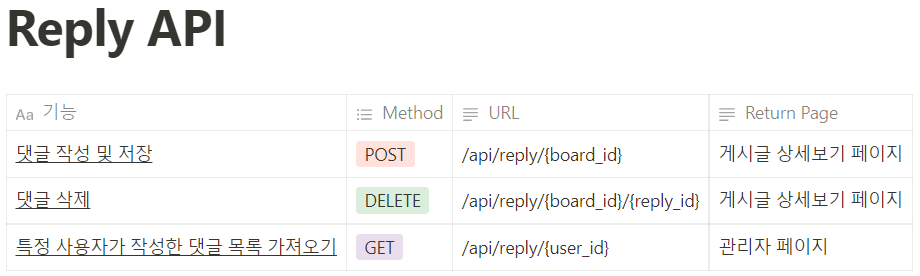 Reply API
Aa 기능 Method URL Return Page
댓글 작성 및 저장 POST /api/reply/{board_id} 게시글 상세보기 페이지
댓글 삭제 DELETE /api/reply/{board_id}/{reply_id} 게시글 상세보기 페이지
특정 사용자가 작성한 댓글 목록 가져오기 GET /api/reply/{user_id} 관리자 페이지